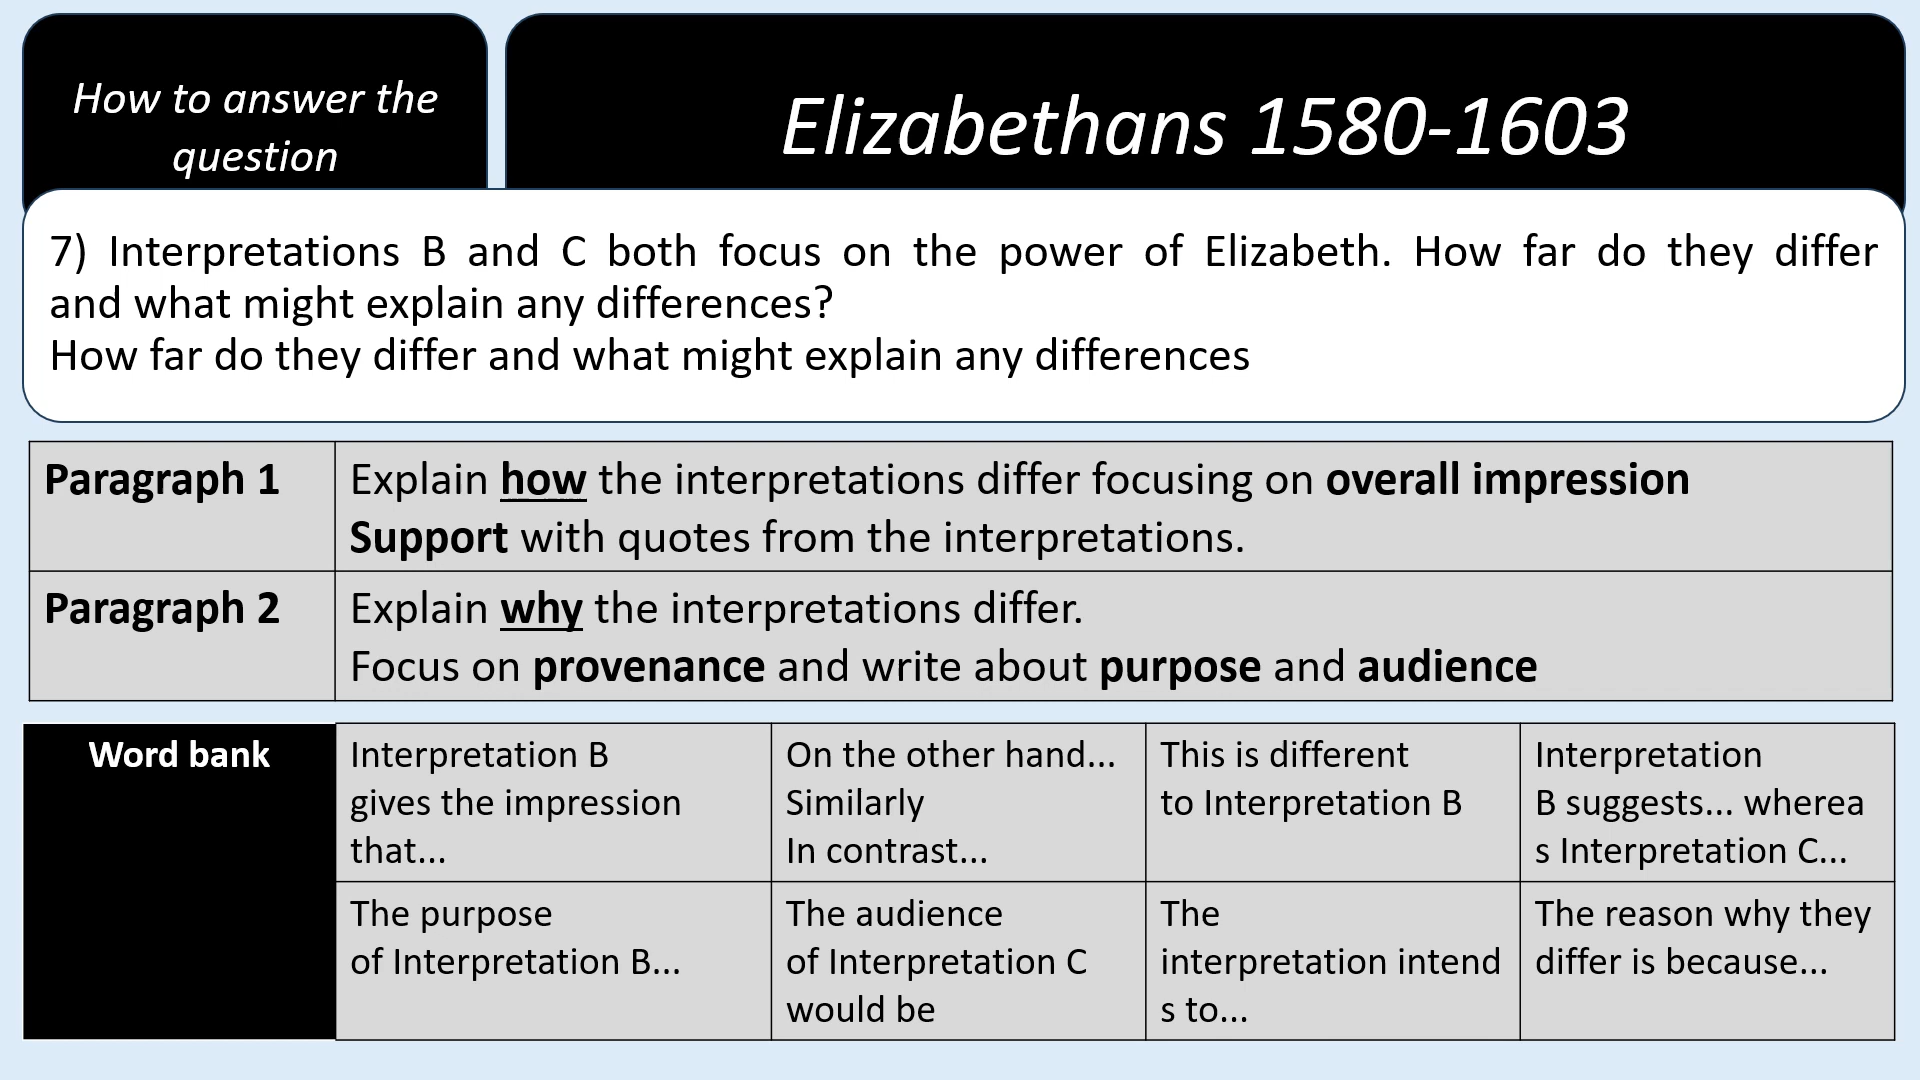 How to answer the
question
Elizabethans 1580-1603
7) Interpretations B and C both focus on the power of Elizabeth. How far do they differ
and what might explain any differences?
How far do they differ and what might explain any differences
Paragraph 1
Explain how the interpretations differ focusing on overall impression
Support with quotes from the interpretations.
Paragraph 2
Explain why the interpretations differ.
Focus on provenance and write about purpose and audience
Word bank
Interpretation B
gives the impression
that...
On the other hand...
Similarly
In contrast...
This is different
to Interpretation B
Interpretation
B suggests... wherea
s Interpretation C...
The purpose
of Interpretation B...
The audience
of Interpretation C
would be
The
interpretation intend
s to...
The reason why they
differ is because...